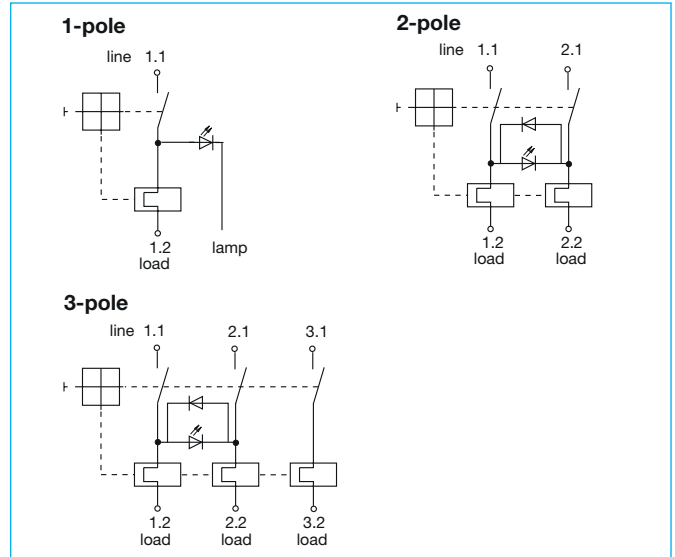 1-pole
line 1.1
lamp
1.2
load
2-pole
line 1.1 2.1
1.2 2.2
load load
3-pole
line 1.1 2.1 3.1
1.2 2.2 3.2
load load load